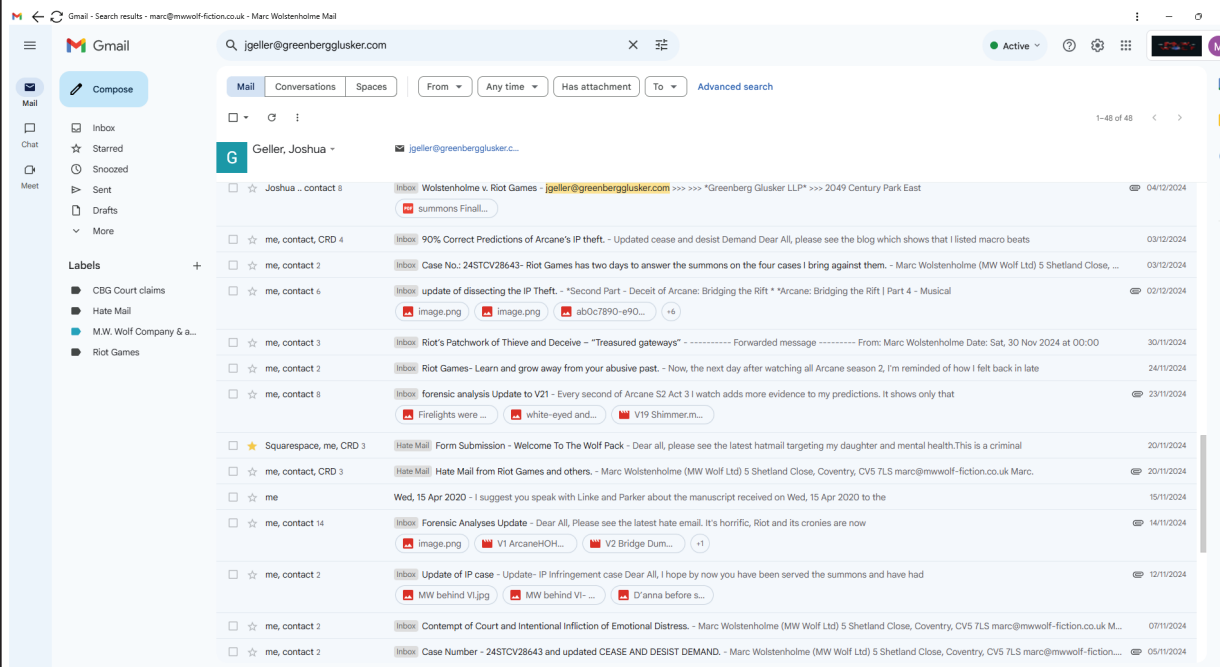 Gmail - Search results - marc@mwwolf-fiction.co.uk - Marc Wolstenholme Mail
Gmail
jgeller@greenbergglusker.com
Active
Mail
Compose
Mail Conversations Spaces From Any time Has attachment To Advanced search
1–48 of 48
Chat
Meet
Inbox
Starred
Snoozed
Sent
Drafts
More
Labels
CBG Court claims
Hate Mail
M.W. Wolf Company & a...
Riot Games
G Geller, Joshua jgeller@greenbergglusker.c...
Joshua .. contact 8 Inbox Wolstenholme v. Riot Games - jgeller@greenbergglusker.com >>> >>> *Greenberg Glusker LLP* >>> 2049 Century Park East 04/12/2024
PDF summons Finall...
me, contact, CRD 4 Inbox 90% Correct Predictions of Arcane's IP theft. - Updated cease and desist Demand Dear All, please see the blog which shows that I listed macro beats 03/12/2024
me, contact 2 Inbox Case No.: 24STCV28643- Riot Games has two days to answer the summons on the four cases I bring against them. - Marc Wolstenholme (MW Wolf Ltd) 5 Shetland Close, ... 03/12/2024
me, contact 6 Inbox update of dissecting the IP Theft. - *Second Part - Deceit of Arcane: Bridging the Rift * *Arcane: Bridging the Rift | Part 4 - Musical 02/12/2024
image.png image.png ab0c7890-e90... +6
me, contact 3 Inbox Riot's Patchwork of Thieve and Deceive – “Treasured gateways” - ---------- Forwarded message --------- From: Marc Wolstenholme Date: Sat, 30 Nov 2024 at 00:00 30/11/2024
me, contact 2 Inbox Riot Games- Learn and grow away from your abusive past. - Now, the next day after watching all Arcane season 2, I'm reminded of how I felt back in late 24/11/2024
me, contact 8 Inbox forensic analysis Update to V21 - Every second of Arcane S2 Act 3 I watch adds more evidence to my predictions. It shows only that 23/11/2024
Firelights were ... white-eyed and... V19 Shimmer.m...
Squarespace, me, CRD 3 Hate Mail Form Submission - Welcome To The Wolf Pack - Dear all, please see the latest hatmail targeting my daughter and mental health.This is a criminal 20/11/2024
me, contact, CRD 3 Hate Mail Hate Mail from Riot Games and others. - Marc Wolstenholme (MW Wolf Ltd) 5 Shetland Close, Coventry, CV5 7LS marc@mwwolf-fiction.co.uk Marc. 20/11/2024
me Wed, 15 Apr 2020 - I suggest you speak with Linke and Parker about the manuscript received on Wed, 15 Apr 2020 to the 15/11/2024
me, contact 14 Inbox Forensic Analyses Update - Dear All, Please see the latest hate email. It's horrific, Riot and its cronies are now 14/11/2024
image.png V1 ArcaneHOH... V2 Bridge Dum... +1
me, contact 2 Inbox Update of IP case - Update- IP Infringement case Dear All, I hope by now you have been served the summons and have had 12/11/2024
MW behind VI.jpg MW behind VI- ... D'anna before s...
me, contact 2 Inbox Contempt of Court and Intentional Infliction of Emotional Distress. - Marc Wolstenholme (MW Wolf Ltd) 5 Shetland Close, Coventry, CV5 7LS marc@mwwolf-fiction.co.uk M... 07/11/2024
me, contact 2 Inbox Case Number - 24STCV28643 and updated CEASE AND DESIST DEMAND. - Marc Wolstenholme (MW Wolf Ltd) 5 Shetland Close, Coventry, CV5 7LS marc@mwwolf-fiction.... 05/11/2024